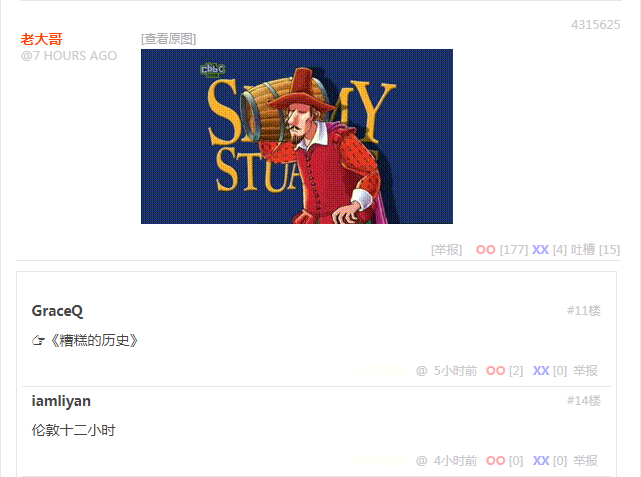 4315625
老大哥
@7 HOURS AGO
[查看原图]
CBBC
STUA
[举报] OO [177] XX [4] 吐槽 [15]
GraceQ
#11楼
☞《糟糕的历史》
@ 5小时前 OO [2] XX [0] 举报
iamliyan
#14楼
伦敦十二小时
@ 4小时前 OO [0] XX [0] 举报